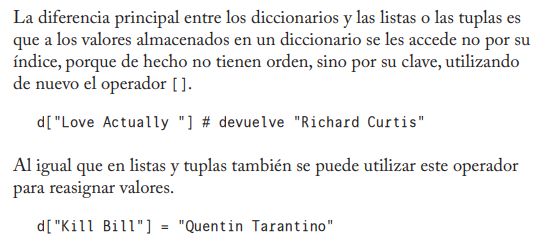 La diferencia principal entre los diccionarios y las listas o las tuplas es
que a los valores almacenados en un diccionario se les accede no por su
índice, porque de hecho no tienen orden, sino por su clave, utilizando
de nuevo el operador [].
d["Love Actually "] # devuelve "Richard Curtis"
Al igual que en listas y tuplas también se puede utilizar este operador
para reasignar valores.
d["Kill Bill"] = "Quentin Tarantino"